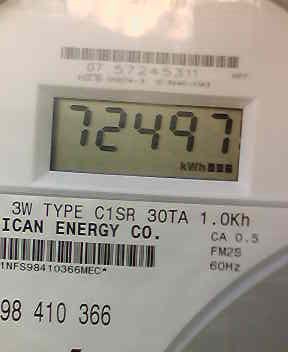 07 57245311
72497
kWh
3W TYPE C1SR 30TA 1.0Kh
ICAN ENERGY CO.
CA 0.5
FM2S
60Hz
1NFS98410366MEC*
98 410 366